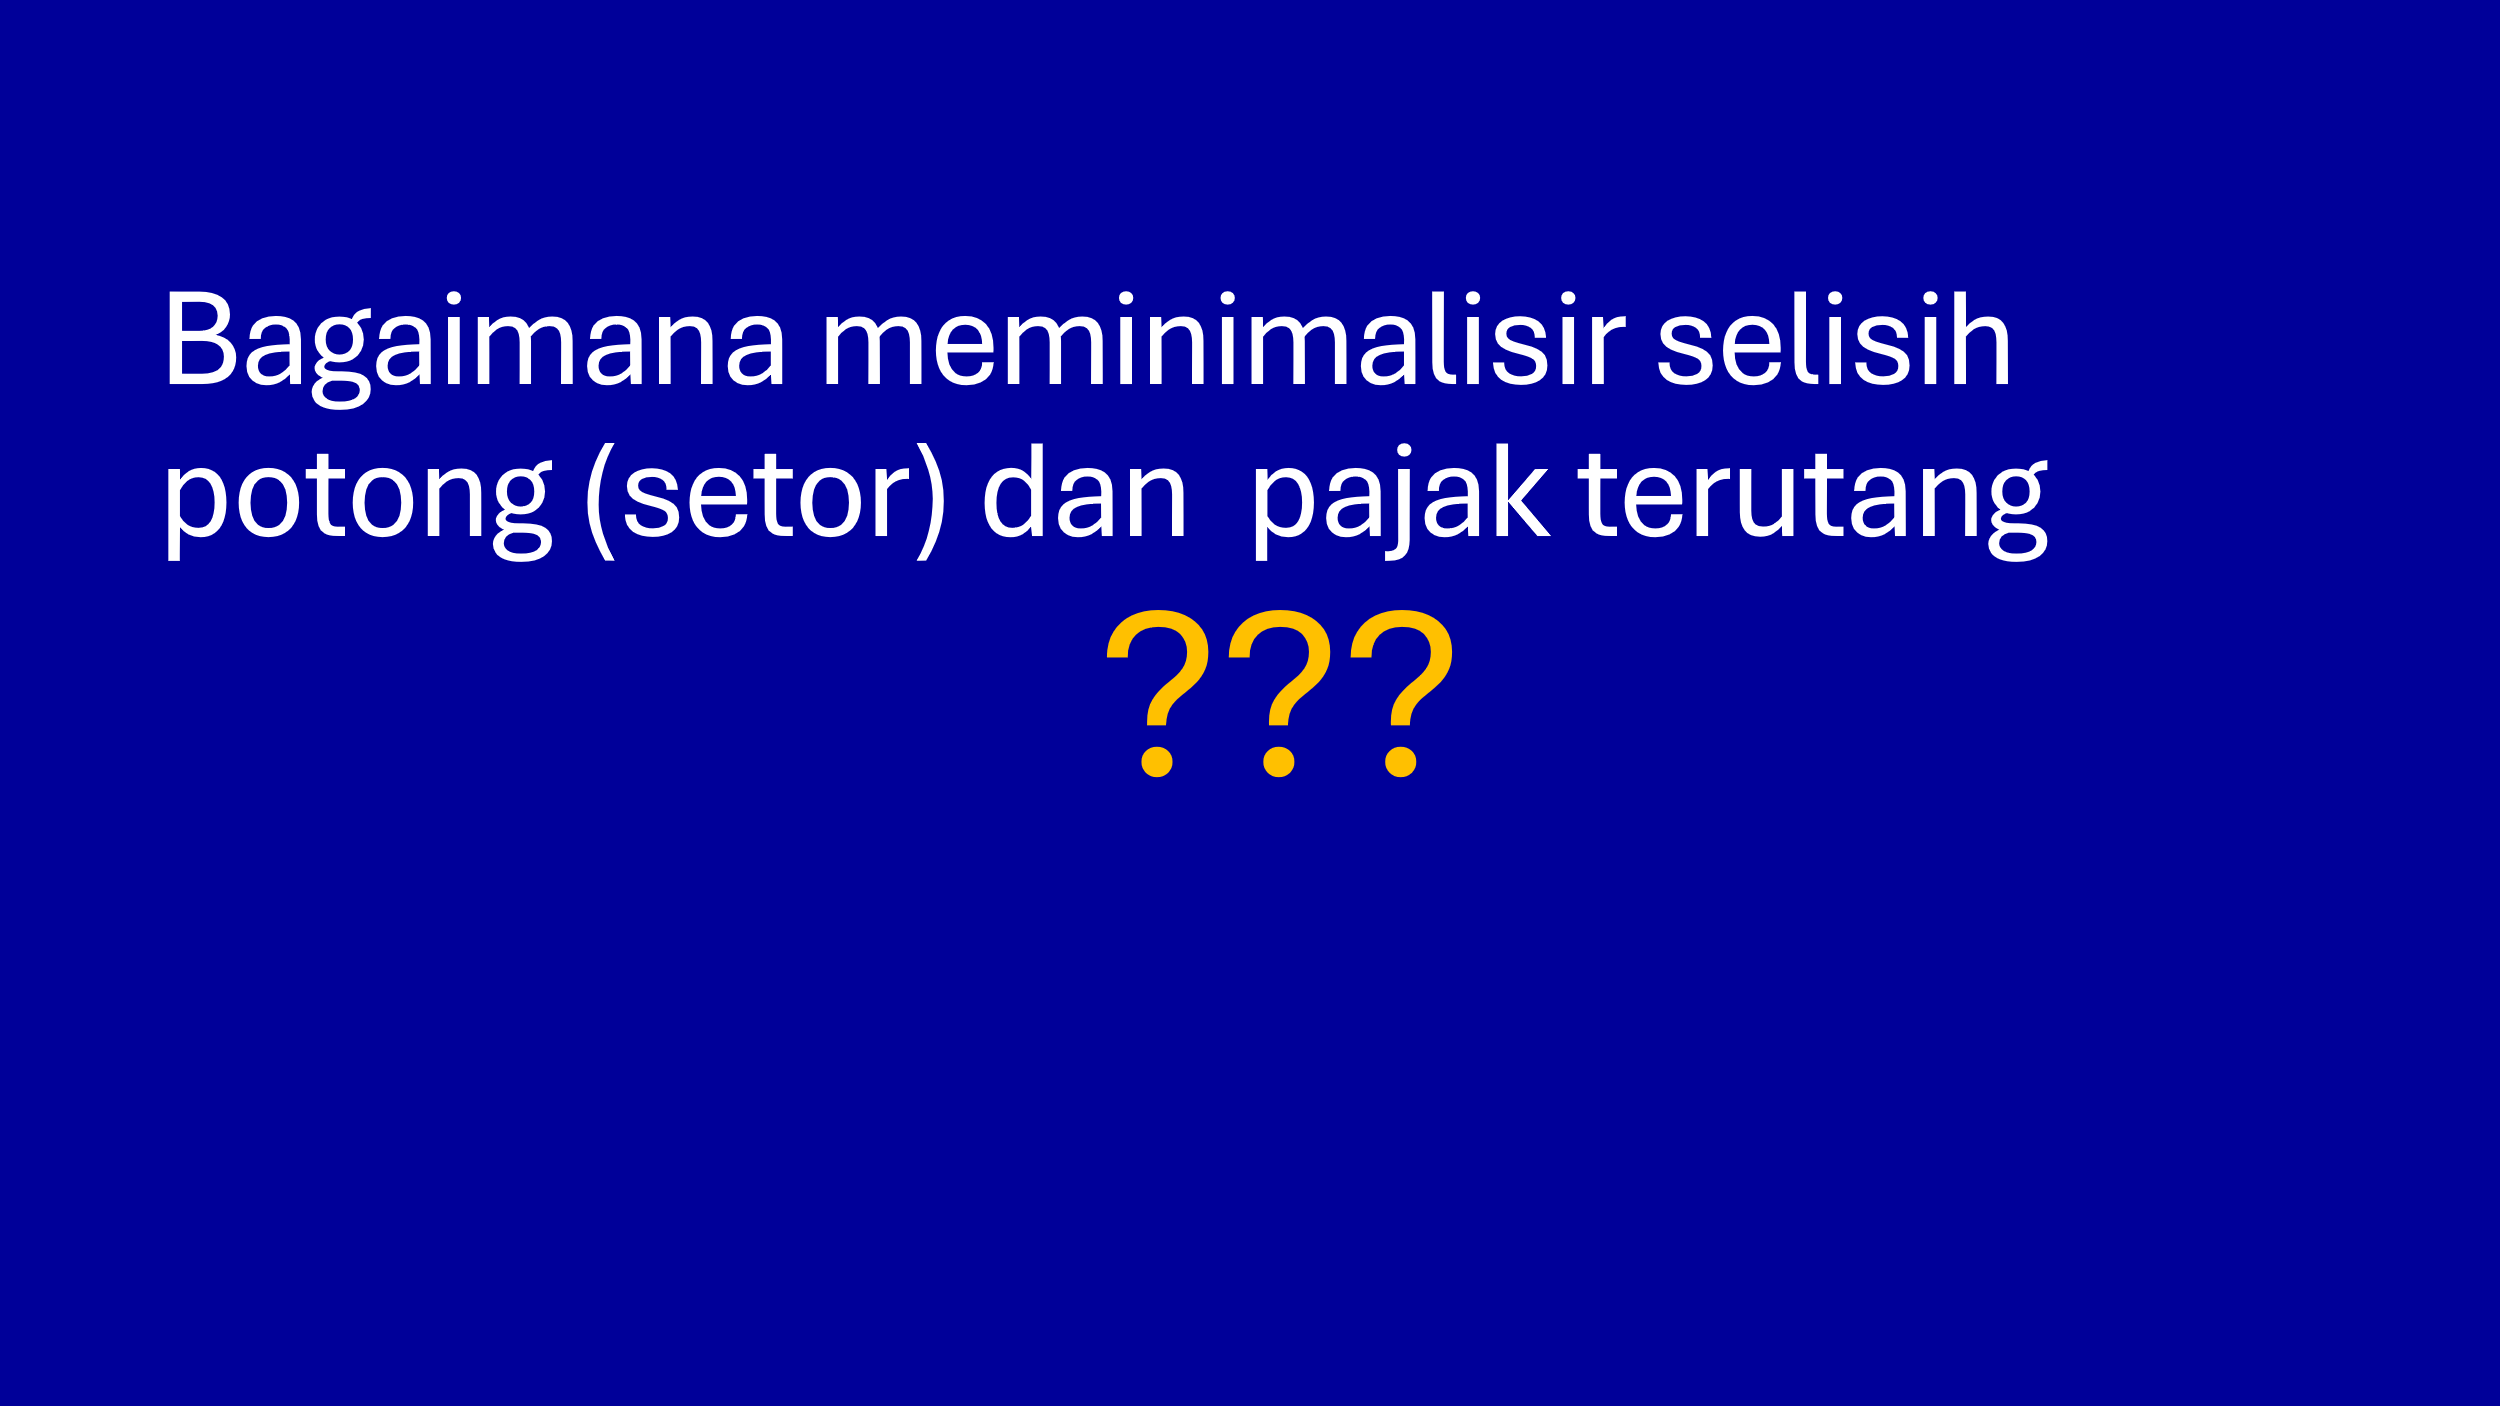 Bagaimana meminimalisir selisih
potong (setor) dan pajak terutang
???